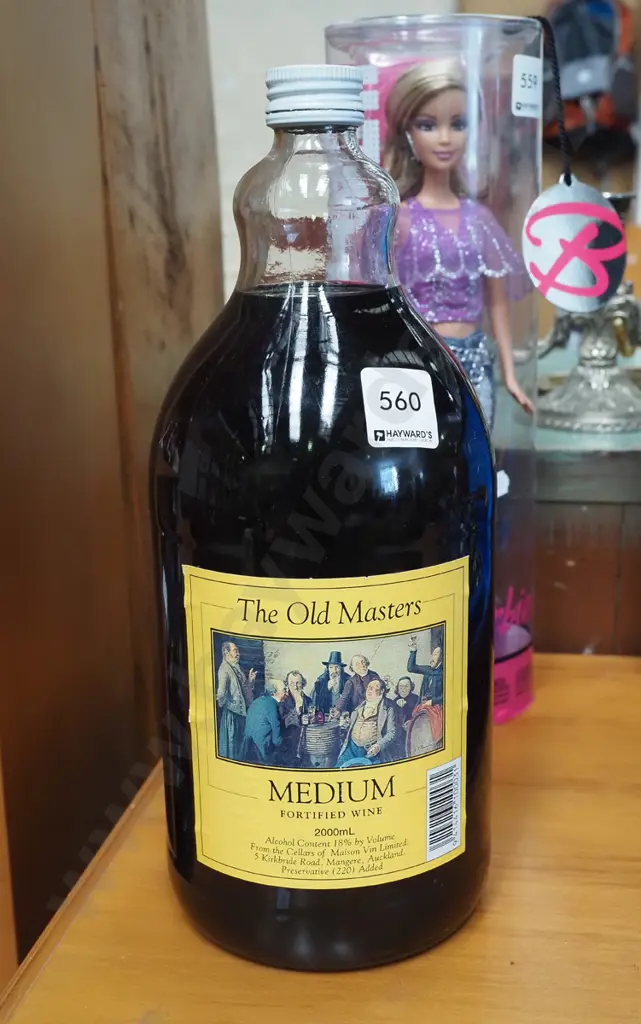 559
B
560
HAYWARD'S
The Old Masters
MEDIUM
FORTIFIED WINE
2000mL
Alcohol Content 18% by Volume
From the Cellars of Maison Vin Limited.
5 Kirkbride Road, Mangere, Auckland.
Preservative (220) Added